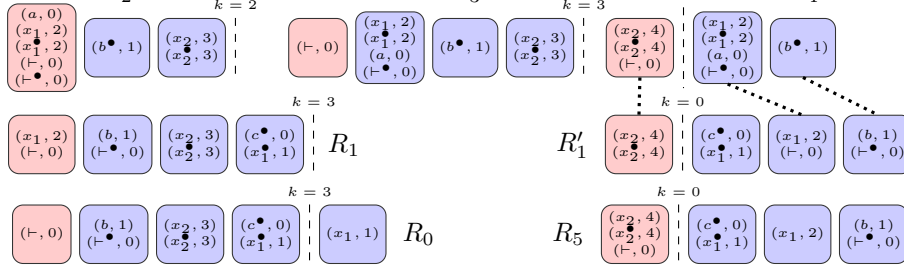 k = 2
k = 3
(a, 0)
(x₁, 2)
(x₁•, 2)
(⊢, 0)
(⊢•, 0)
(b•, 1)
(x₂, 3)
(x₂•, 3)
(⊢, 0)
(x₁, 2)
(x₁•, 2)
(a, 0)
(⊢•, 0)
(b•, 1)
(x₂, 3)
(x₂•, 3)
(x₂, 4)
(x₂•, 4)
(⊢, 0)
(x₁, 2)
(x₁•, 2)
(a, 0)
(⊢•, 0)
(b•, 1)
k = 3
(x₁, 2)
(⊢, 0)
(b, 1)
(⊢•, 0)
(x₂, 3)
(x₂•, 3)
(c•, 0)
(x₁•, 1)
R₁
k = 0
R₁′
(x₂, 4)
(x₂•, 4)
(c•, 0)
(x₁•, 1)
(x₁, 2)
(⊢, 0)
(b, 1)
(⊢•, 0)
k = 3
(⊢, 0)
(b, 1)
(⊢•, 0)
(x₂, 3)
(x₂•, 3)
(c•, 0)
(x₁•, 1)
(x₁, 1)
R₀
k = 0
R₅
(x₂, 4)
(x₂•, 4)
(⊢, 0)
(c•, 0)
(x₁•, 1)
(x₁, 2)
(b, 1)
(⊢•, 0)